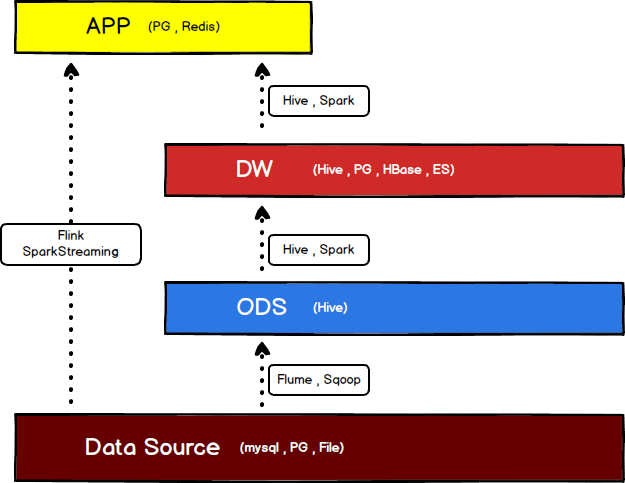 APP (PG , Redis)
Hive , Spark
DW (Hive , PG , HBase , ES)
Flink
SparkStreaming
Hive , Spark
ODS (Hive)
Flume , Sqoop
Data Source (mysql , PG , File)